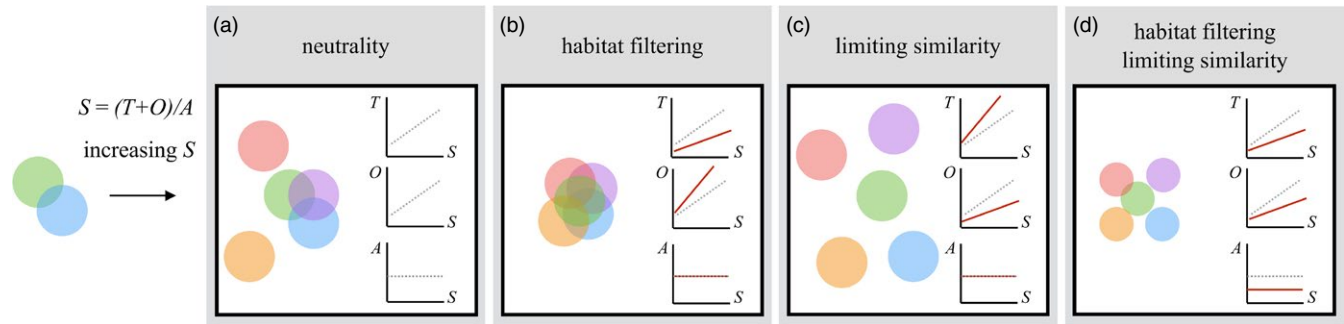 S = (T+O)/A
increasing S
(a)
neutrality
T
S
O
S
A
S
(b)
habitat filtering
T
S
O
S
A
S
(c)
limiting similarity
T
S
O
S
A
S
(d)
habitat filtering
limiting similarity
T
S
O
S
A
S